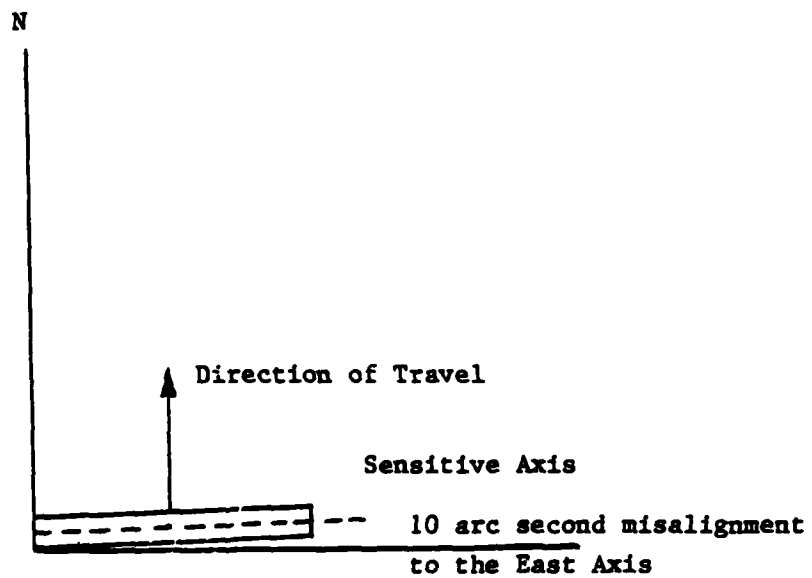 N
Direction of Travel
Sensitive Axis
10 arc second misalignment
to the East Axis